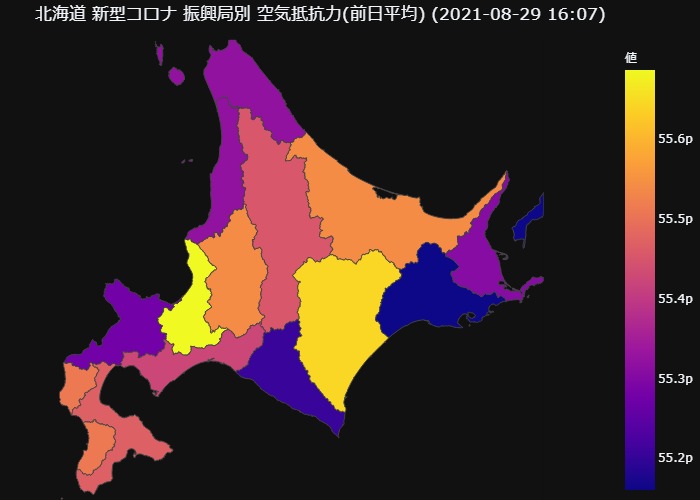 北海道 新型コロナ 振興局別 空気抵抗力(前日平均) (2021-08-29 16:07)
値
55.6p
55.5p
55.4p
55.3p
55.2p